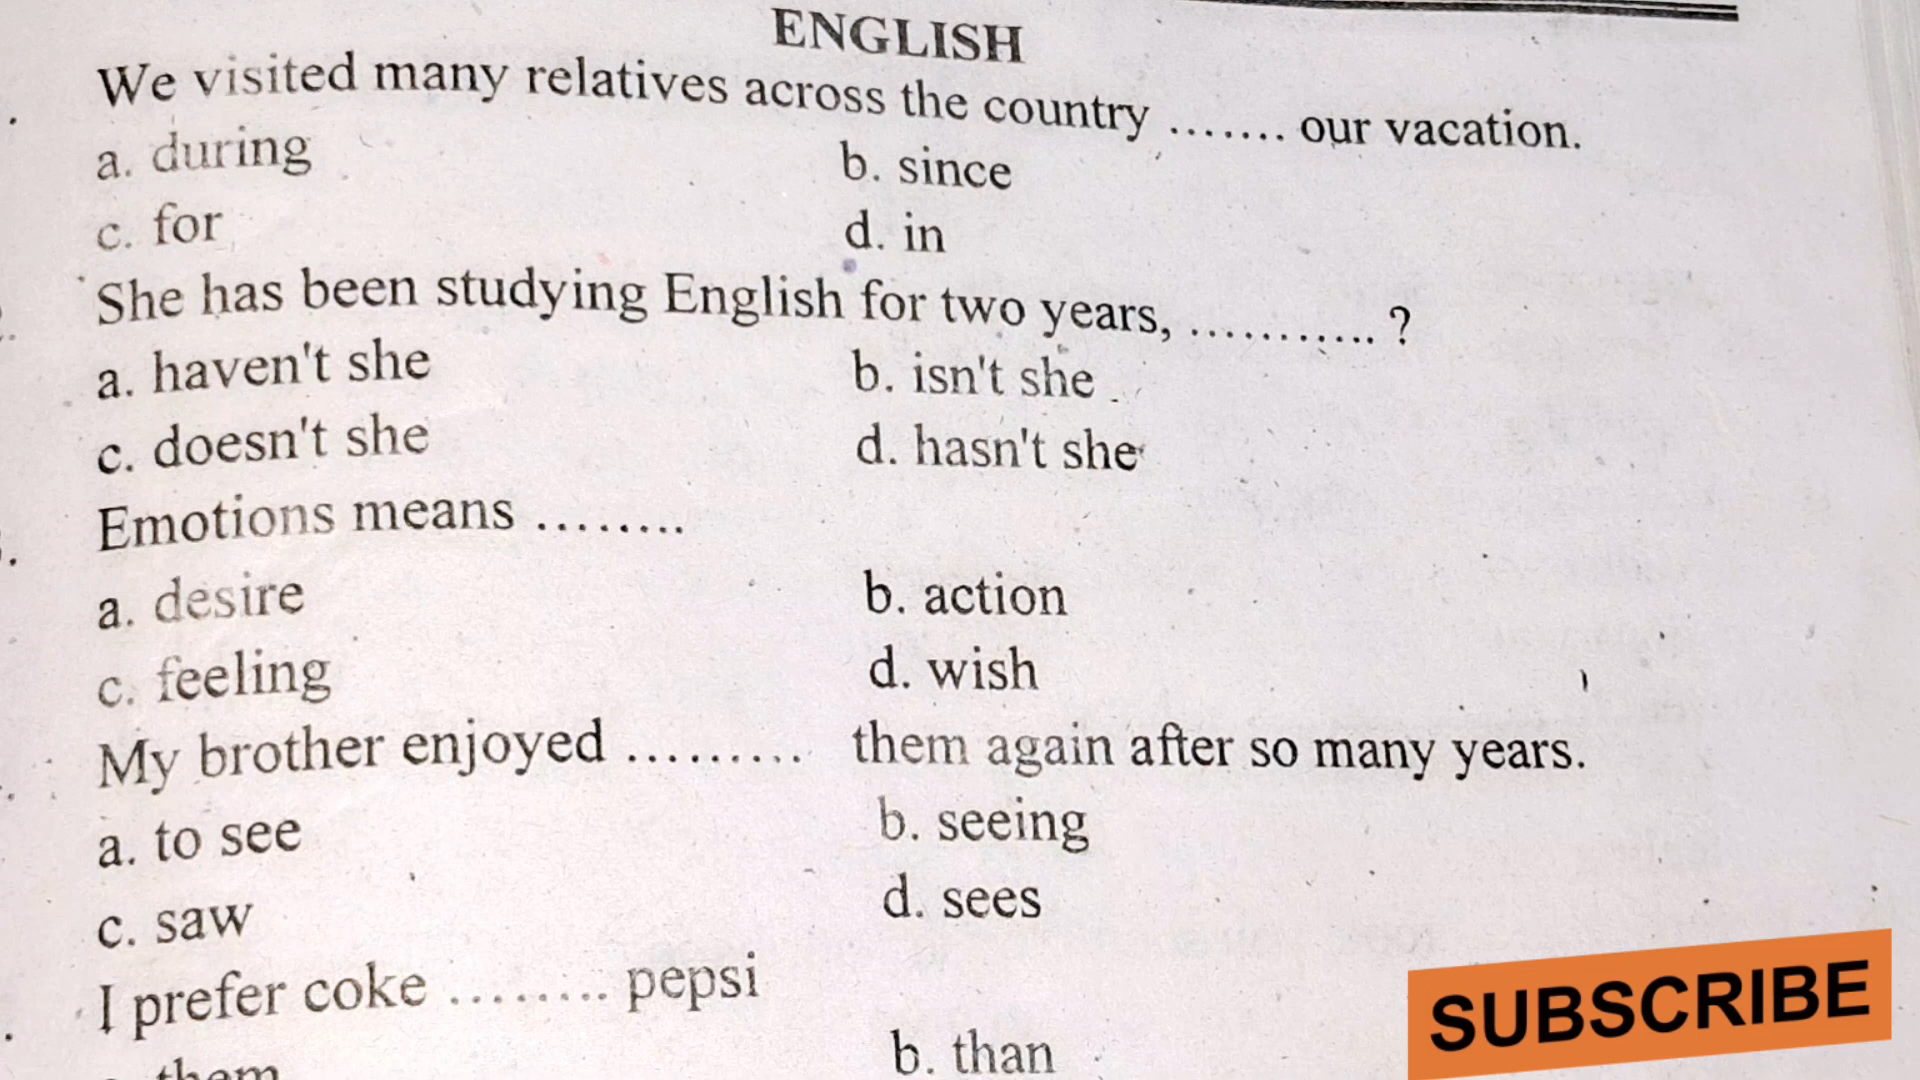 ENGLISH
We visited many relatives across the country ....... our vacation.
a. during b. since
c. for d. in
She has been studying English for two years, ............ ?
a. haven't she b. isn't she
c. doesn't she d. hasn't she
Emotions means ........
a. desire b. action
c. feeling d. wish
My brother enjoyed ......... them again after so many years.
a. to see b. seeing
c. saw d. sees
I prefer coke ........ pepsi
b. than
SUBSCRIBE